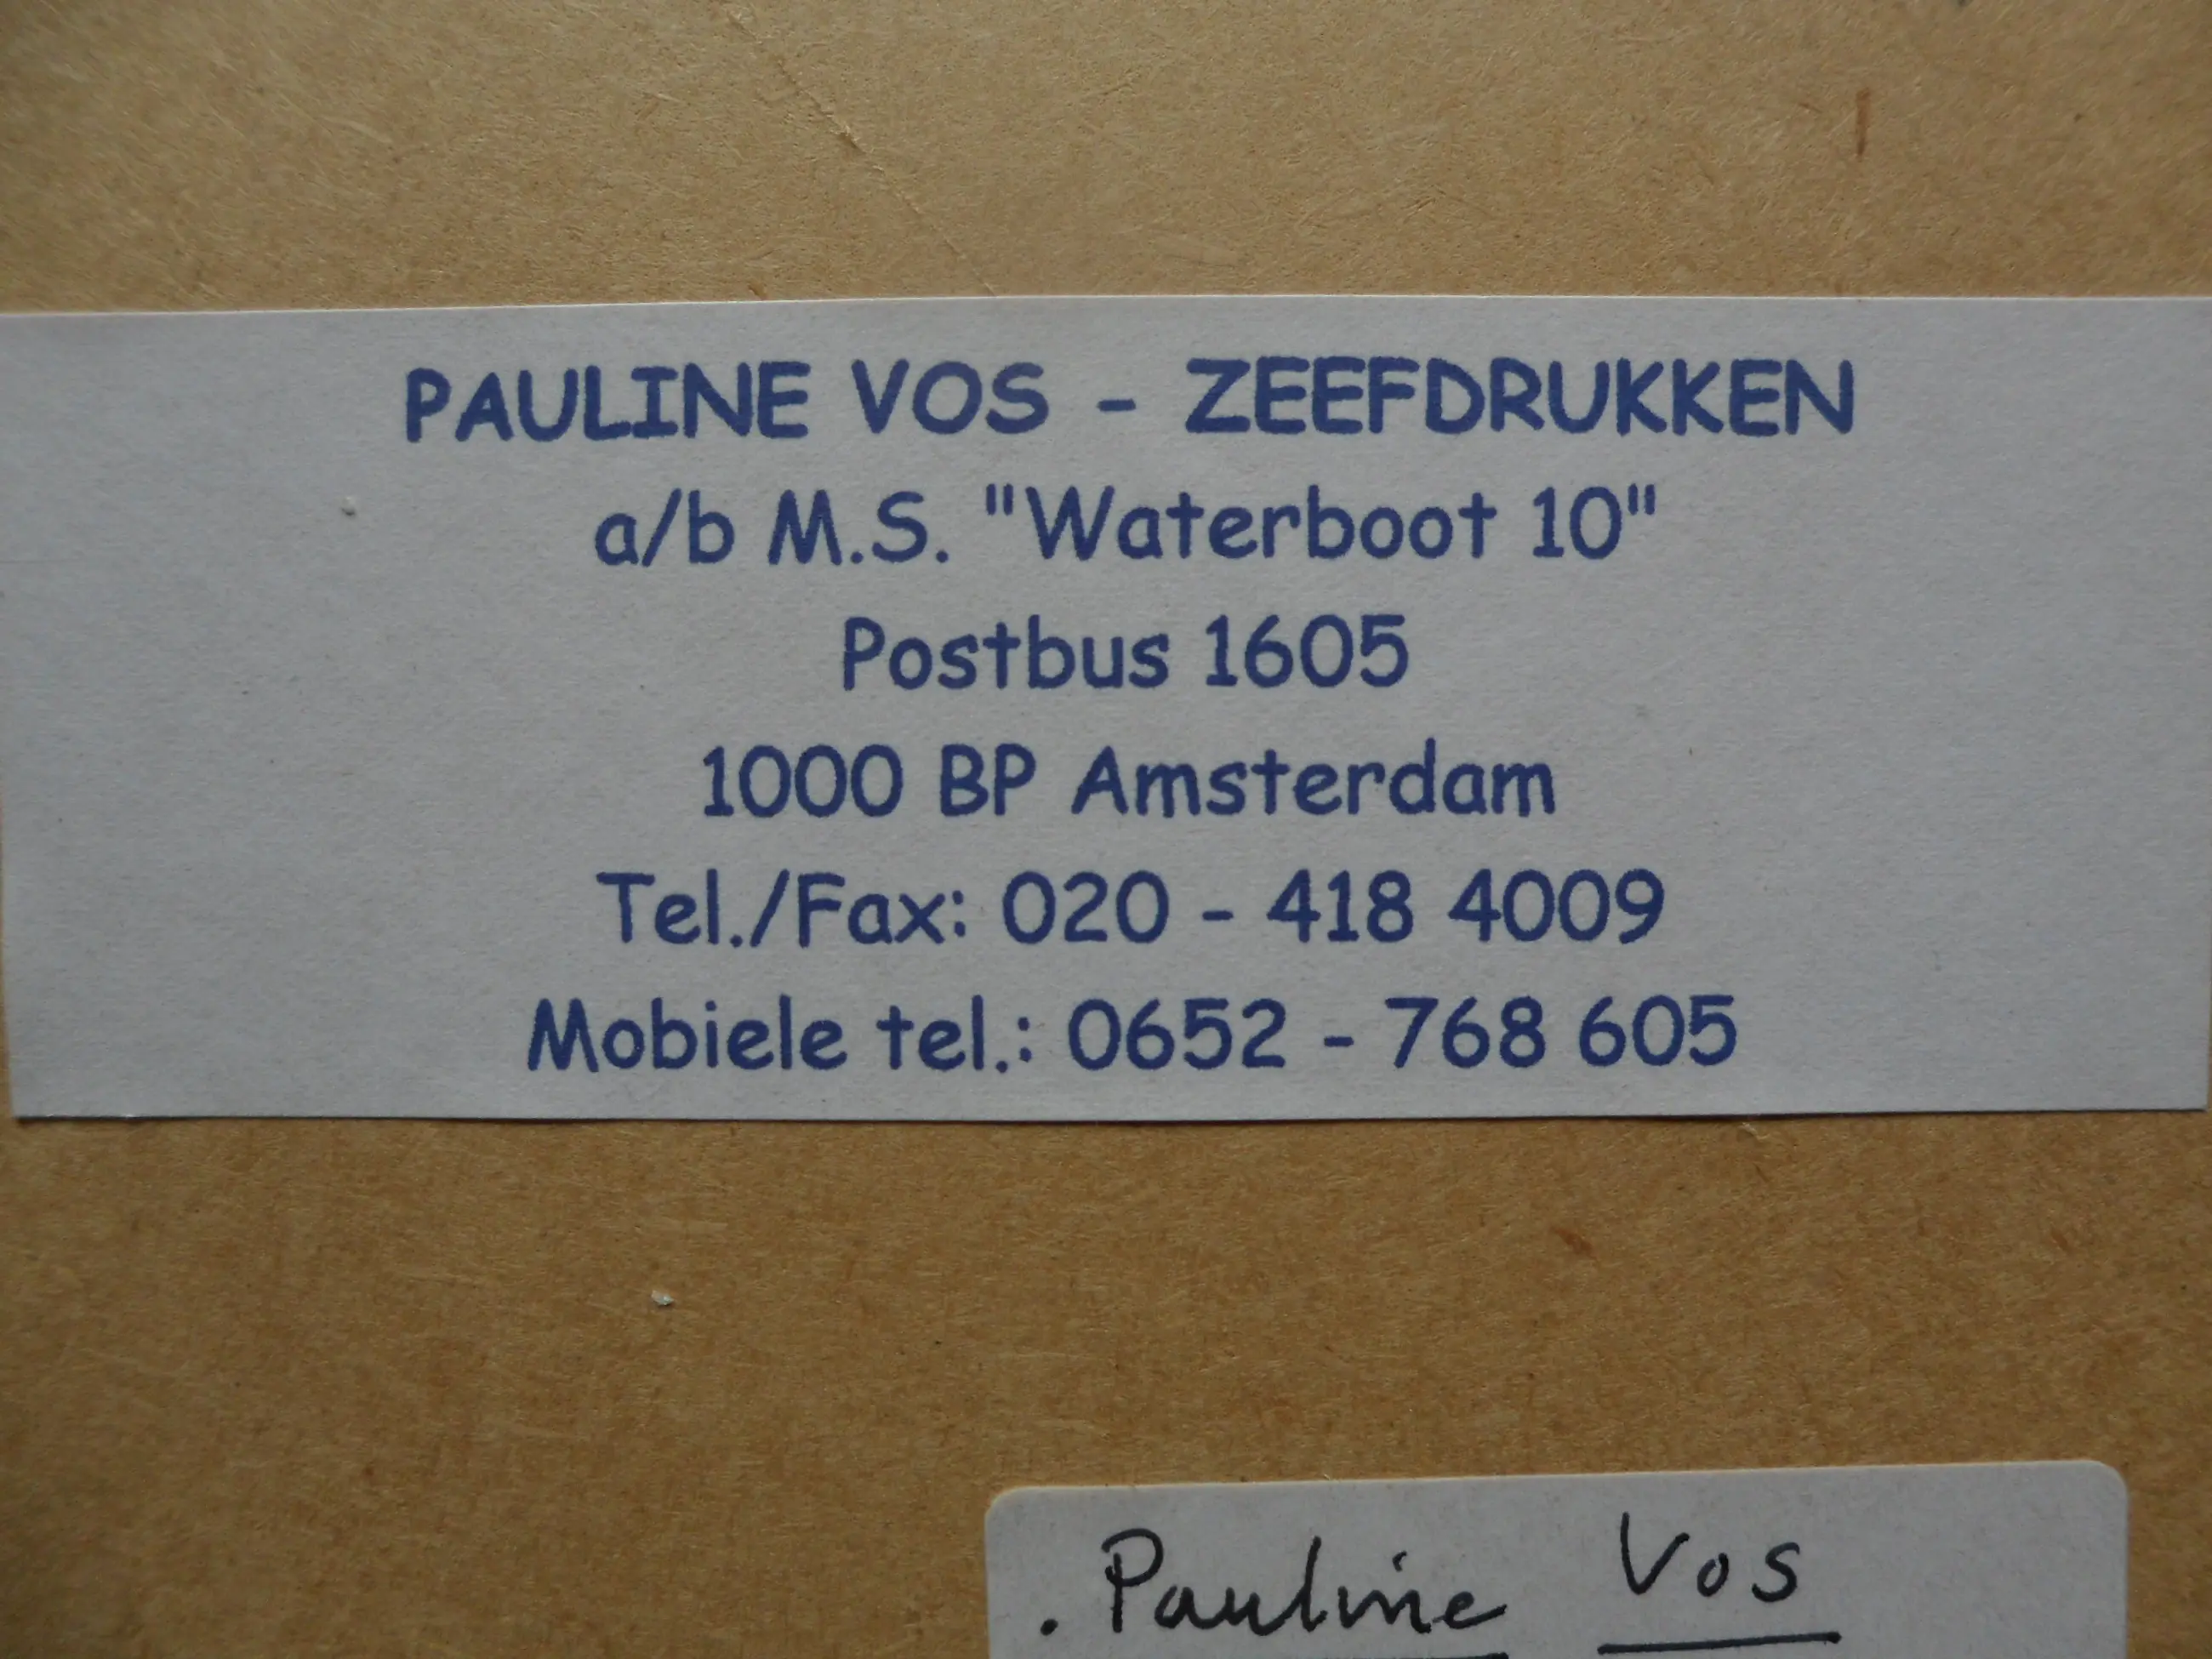 PAULINE VOS - ZEEFDRUKKEN
a/b M.S. "Waterboot 10"
Postbus 1605
1000 BP Amsterdam
Tel./Fax: 020 - 418 4009
Mobiele tel.: 0652 - 768 605
. Pauline Vos